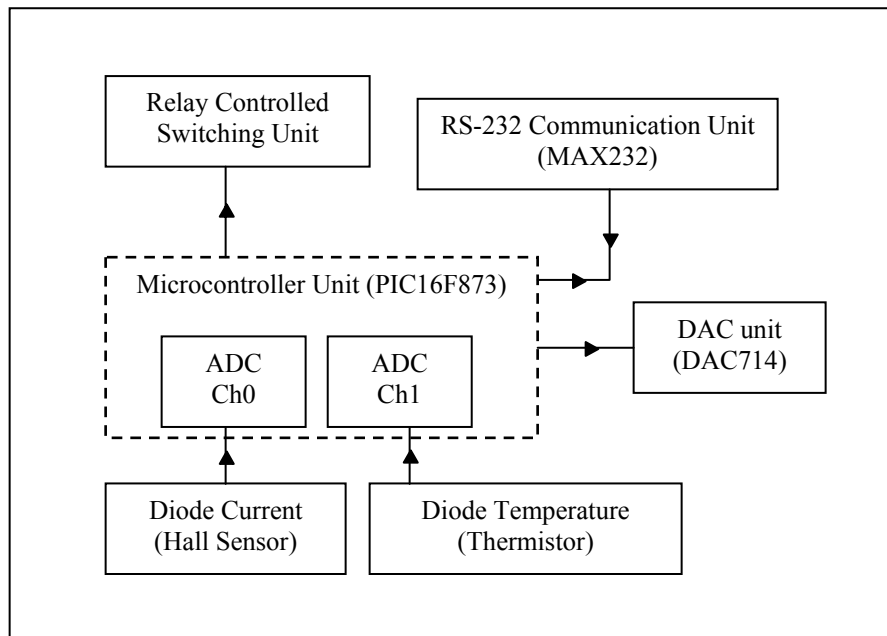 Relay Controlled
Switching Unit
RS-232 Communication Unit
(MAX232)
Microcontroller Unit (PIC16F873)
ADC
Ch0
ADC
Ch1
DAC unit
(DAC714)
Diode Current
(Hall Sensor)
Diode Temperature
(Thermistor)